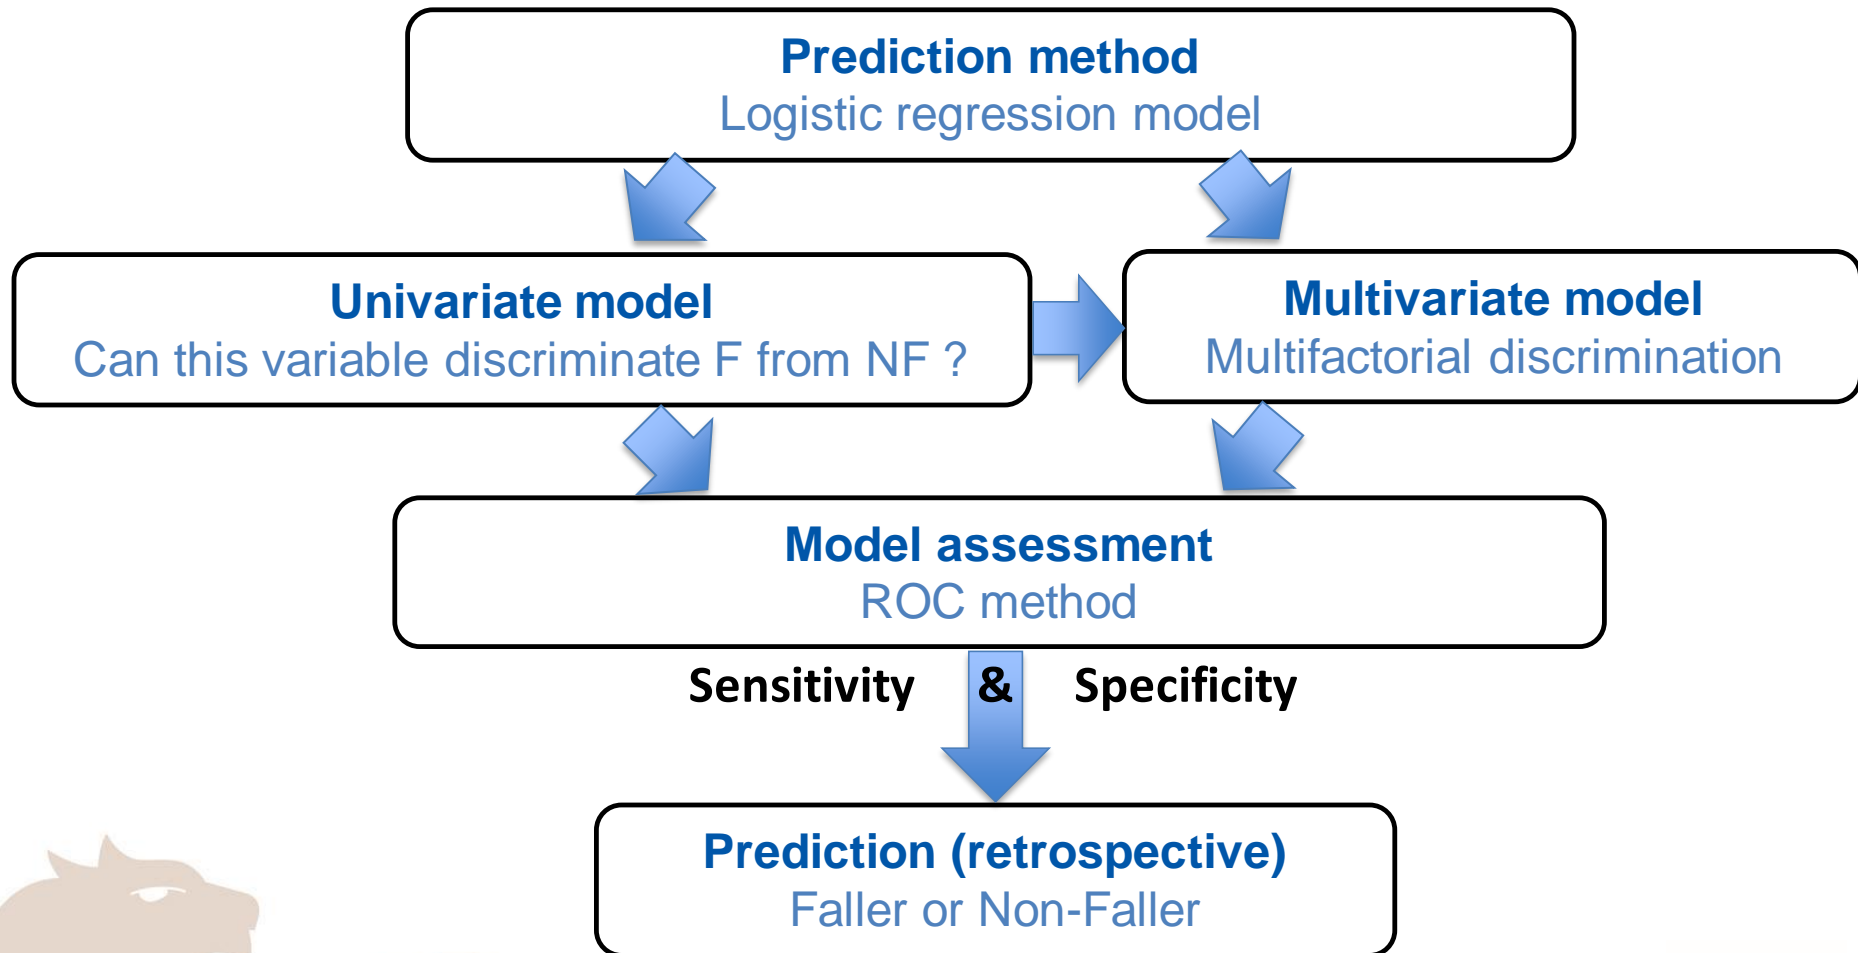 Prediction method
Logistic regression model
Univariate model
Can this variable discriminate F from NF ?
Multivariate model
Multifactorial discrimination
Model assessment
ROC method
Sensitivity & Specificity
Prediction (retrospective)
Faller or Non-Faller